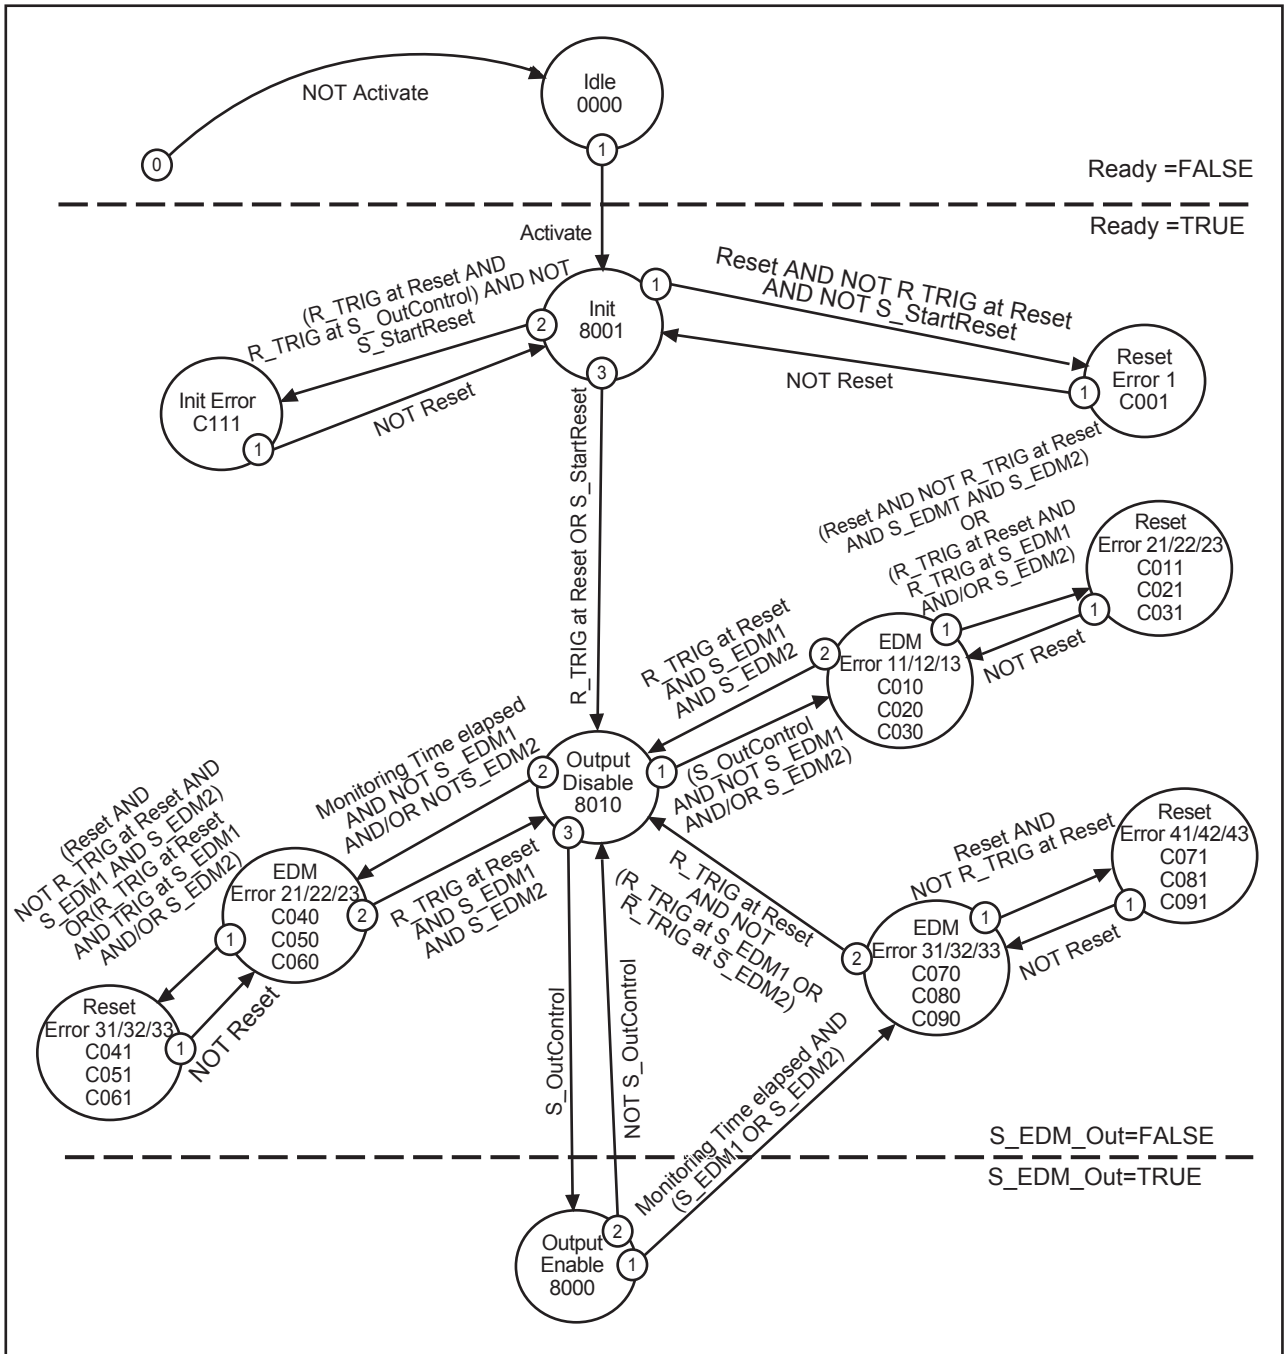 NOT Activate
Idle
0000
1
0
Ready =FALSE
Ready =TRUE
Activate
(R_TRIG at Reset AND
R_TRIG at S_ OutControl) AND NOT
S_StartReset
Init
8001
1
2
3
Reset AND NOT R TRIG at Reset
AND NOT S_StartReset
NOT Reset
Reset
Error 1
C001
1
Init Error
C111
1
NOT Reset
R_TRIG at Reset OR S_StartReset
(Reset AND NOT R_TRIG at Reset
AND S_EDMT AND S_EDM2)
OR
(R_TRIG at Reset AND
R_TRIG at S_EDM1
AND/OR S_EDM2)
Reset
Error 21/22/23
C011
C021
C031
1
NOT Reset
EDM
Error 11/12/13
C010
C020
C030
1
2
R_TRIG at Reset
AND S_EDM1
AND S_EDM2
(S_OutControl
AND NOT S_EDM1
AND/OR S_EDM2)
Output
Disable
8010
1
2
3
Monitoring Time elapsed
AND NOT S_EDM1
AND/OR NOTS_EDM2
R_TRIG at Reset
AND S_EDM1
AND S_EDM2
(Reset AND
NOT R_TRIG at Reset AND
S_EDM1 AND S_EDM2)
OR(R_TRIG at Reset
AND TRIG at S_EDM1
AND/OR S_EDM2)
EDM
Error 21/22/23
C040
C050
C060
1
2
Reset
Error 31/32/33
C041
C051
C061
1
NOT Reset
R_TRIG at Reset
AND NOT
(R_TRIG at S_EDM1 OR
R_TRIG at S_EDM2)
Reset AND
NOT R_TRIG at Reset
Reset
Error 41/42/43
C071
C081
C091
1
NOT Reset
EDM
Error 31/32/33
C070
C080
C090
1
2
S_OutControl
NOT S_OutControl
Monitoring Time elapsed AND
(S_EDM1 OR S_EDM2)
S_EDM_Out=FALSE
S_EDM_Out=TRUE
Output
Enable
8000
2
1